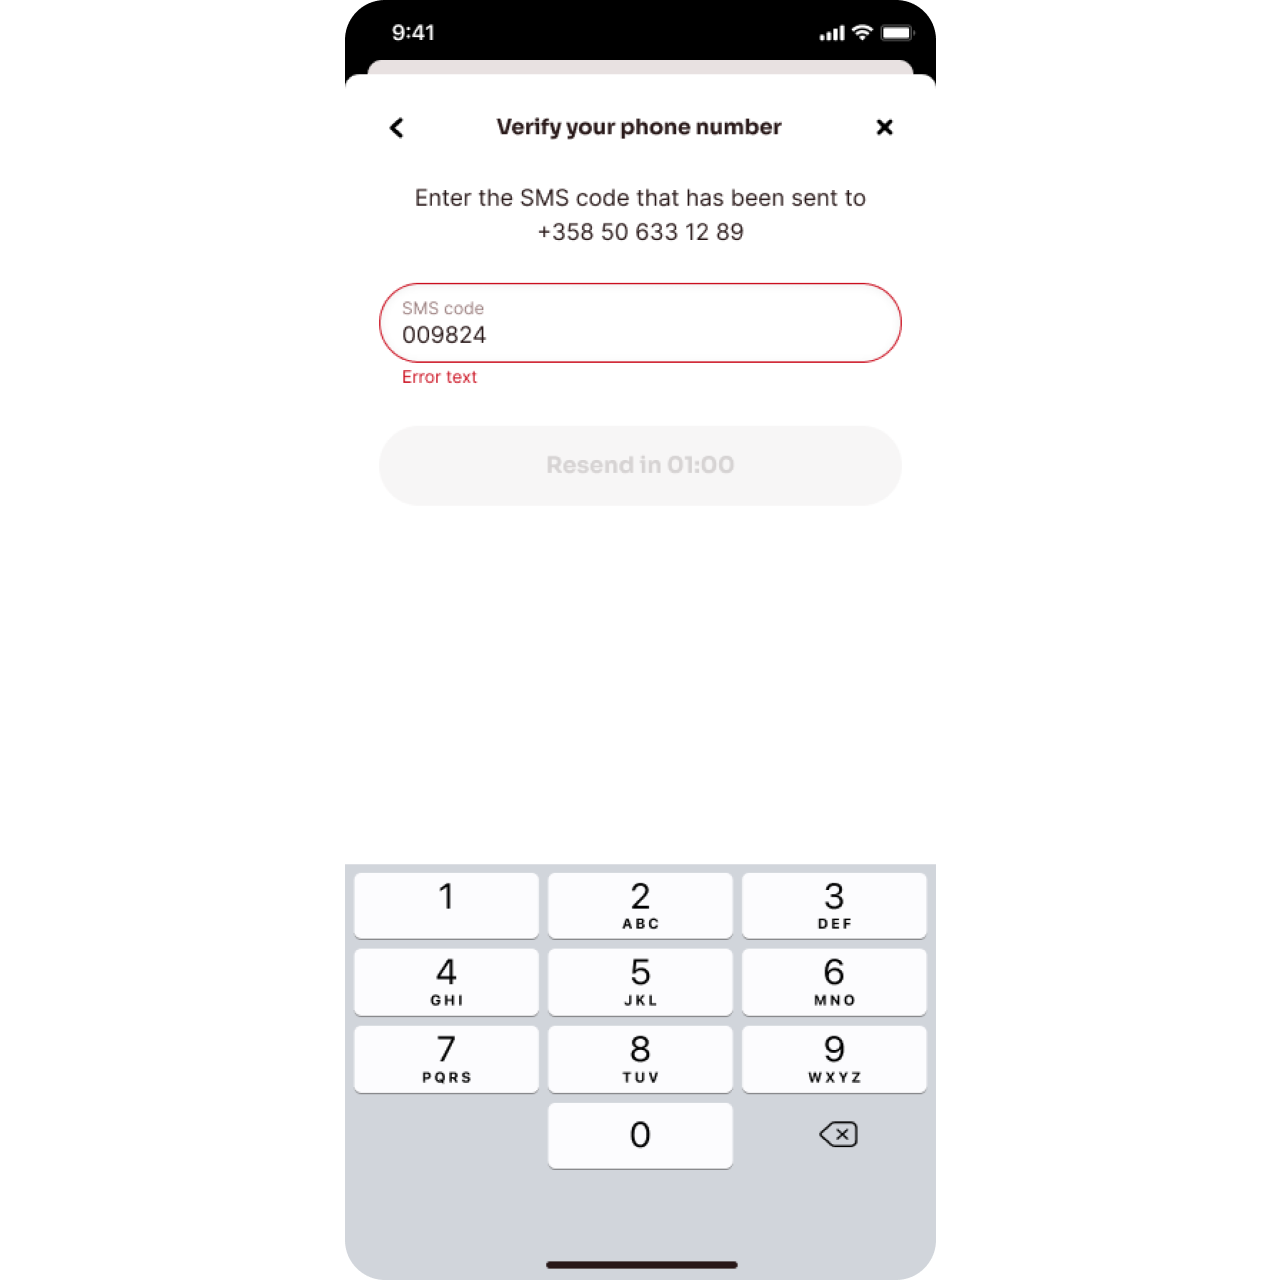 9:41
Verify your phone number
Enter the SMS code that has been sent to
+358 50 633 12 89
SMS code
009824
Error text
Resend in 01:00
1
2
ABC
3
DEF
4
GHI
5
JKL
6
MNO
7
PQRS
8
TUV
9
WXYZ
0